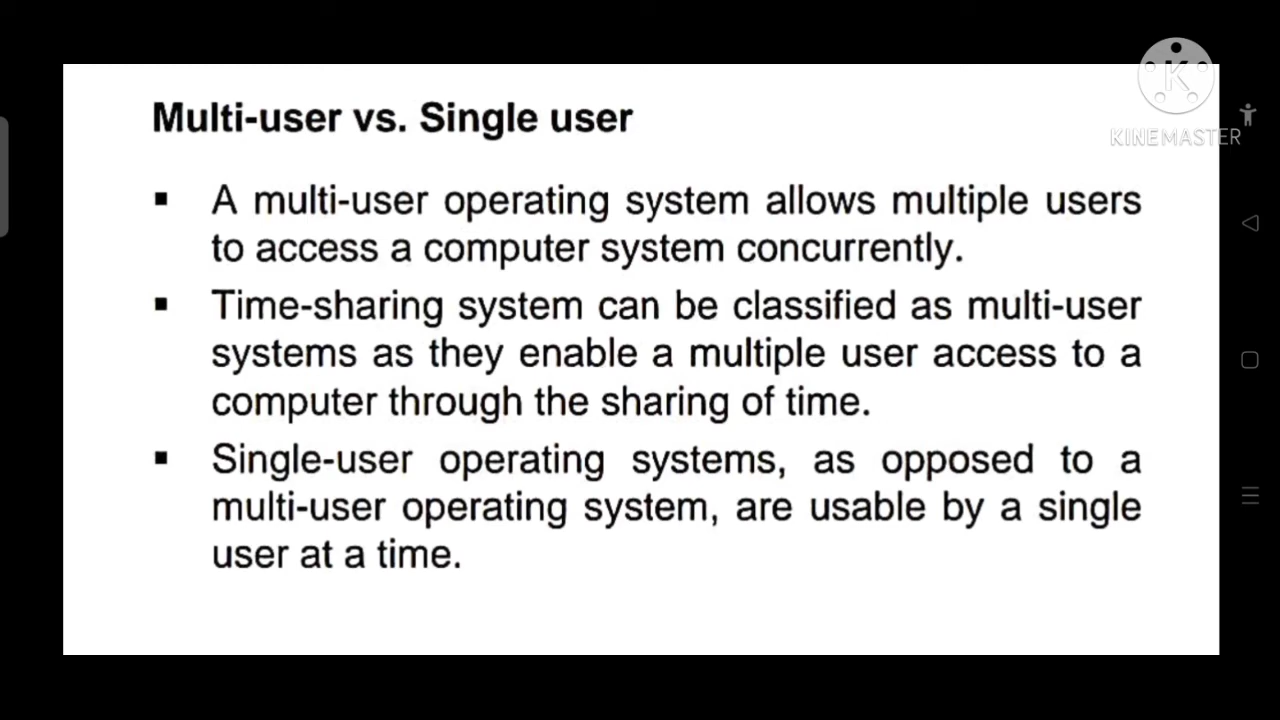 Multi-user vs. Single user
▪ A multi-user operating system allows multiple users
to access a computer system concurrently.
▪ Time-sharing system can be classified as multi-user
systems as they enable a multiple user access to a
computer through the sharing of time.
▪ Single-user operating systems, as opposed to a
multi-user operating system, are usable by a single
user at a time.
K
KINEMASTER